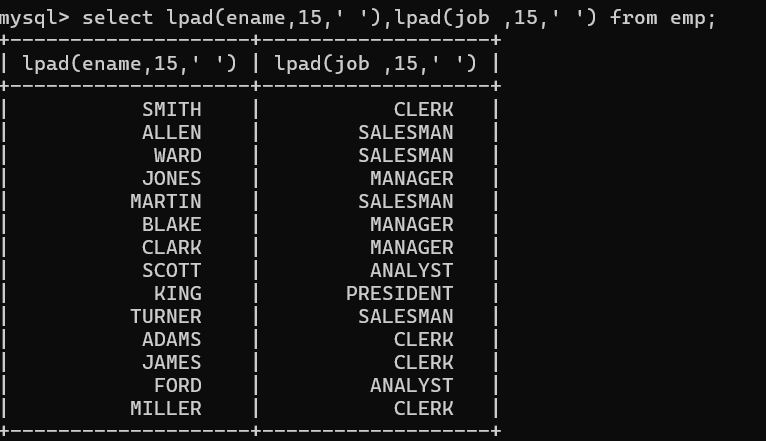 mysql> select lpad(ename,15,' '),lpad(job ,15,' ') from emp;
+--------------------+-------------------+
| lpad(ename,15,' ') | lpad(job ,15,' ') |
+--------------------+-------------------+
|           SMITH    |           CLERK   |
|           ALLEN    |        SALESMAN   |
|            WARD    |        SALESMAN   |
|           JONES    |         MANAGER   |
|          MARTIN    |        SALESMAN   |
|           BLAKE    |         MANAGER   |
|           CLARK    |         MANAGER   |
|           SCOTT    |         ANALYST   |
|            KING    |       PRESIDENT   |
|          TURNER    |        SALESMAN   |
|           ADAMS    |           CLERK   |
|           JAMES    |           CLERK   |
|            FORD    |         ANALYST   |
|          MILLER    |           CLERK   |
+--------------------+-------------------+